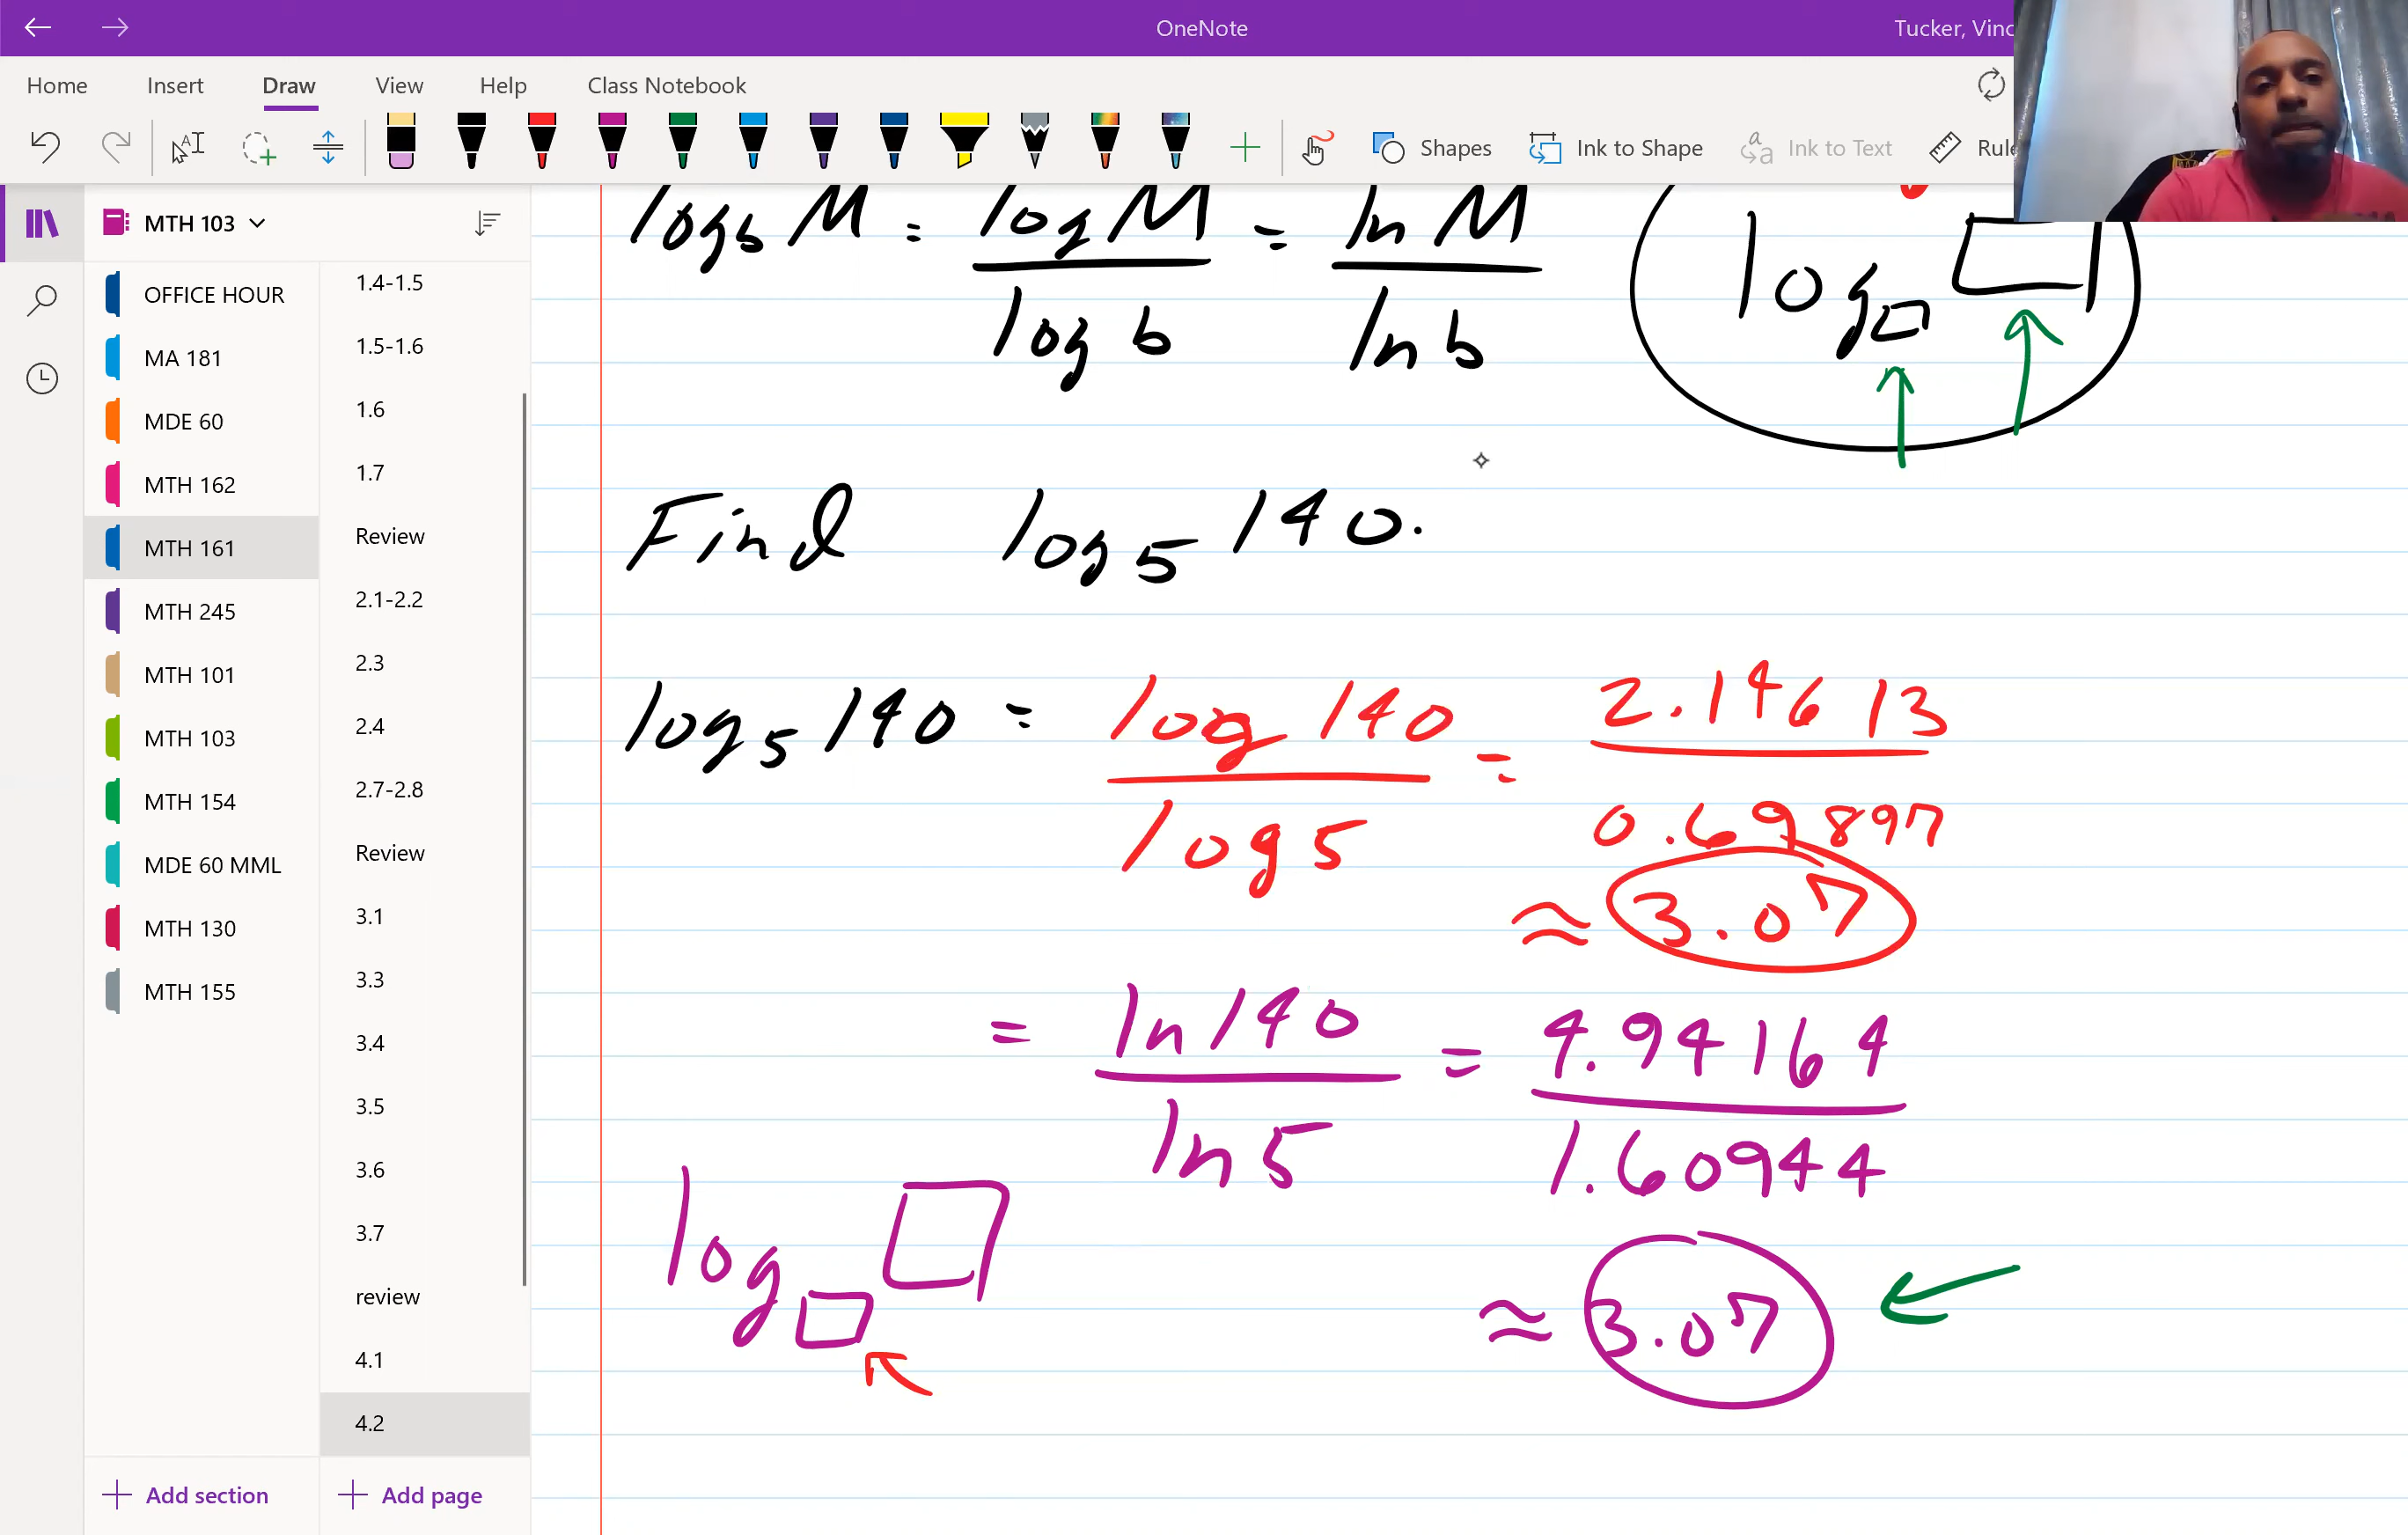 OneNote
Tucker, Vinc
Home Insert Draw View Help Class Notebook
Shapes Ink to Shape Ink to Text Rule
MTH 103
OFFICE HOUR
MA 181
MDE 60
MTH 162
MTH 161
MTH 245
MTH 101
MTH 103
MTH 154
MDE 60 MML
MTH 130
MTH 155
Add section
1.4-1.5
1.5-1.6
1.6
1.7
Review
2.1-2.2
2.3
2.4
2.7-2.8
Review
3.1
3.3
3.4
3.5
3.6
3.7
review
4.1
4.2
Add page
log_b M = log M / log b = ln M / ln b
log□ □
Find log₅ 140.
log₅ 140 = log 140 / log 5 = 2.14613 / 0.69897
≈ 3.07
= ln 140 / ln 5 = 4.94164 / 1.60944
log□ □
≈ 3.07